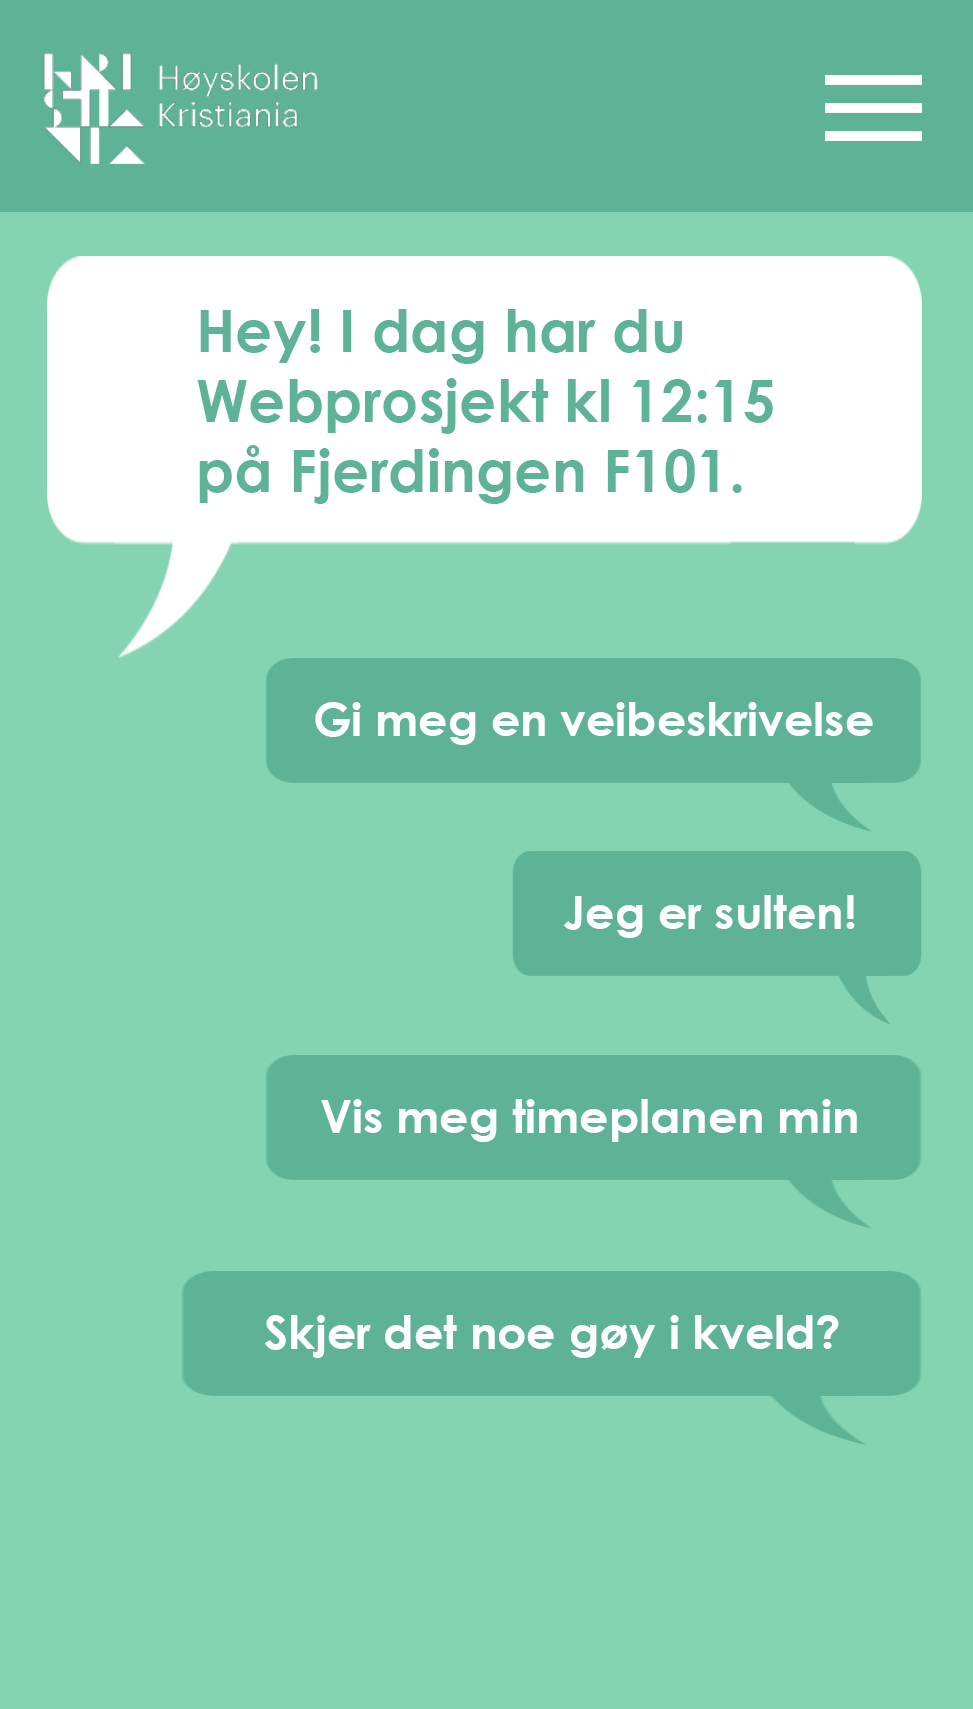 Høyskolen
Kristiania
Hey! I dag har du
Webprosjekt kl 12:15
på Fjerdingen F101.
Gi meg en veibeskrivelse
Jeg er sulten!
Vis meg timeplanen min
Skjer det noe gøy i kveld?